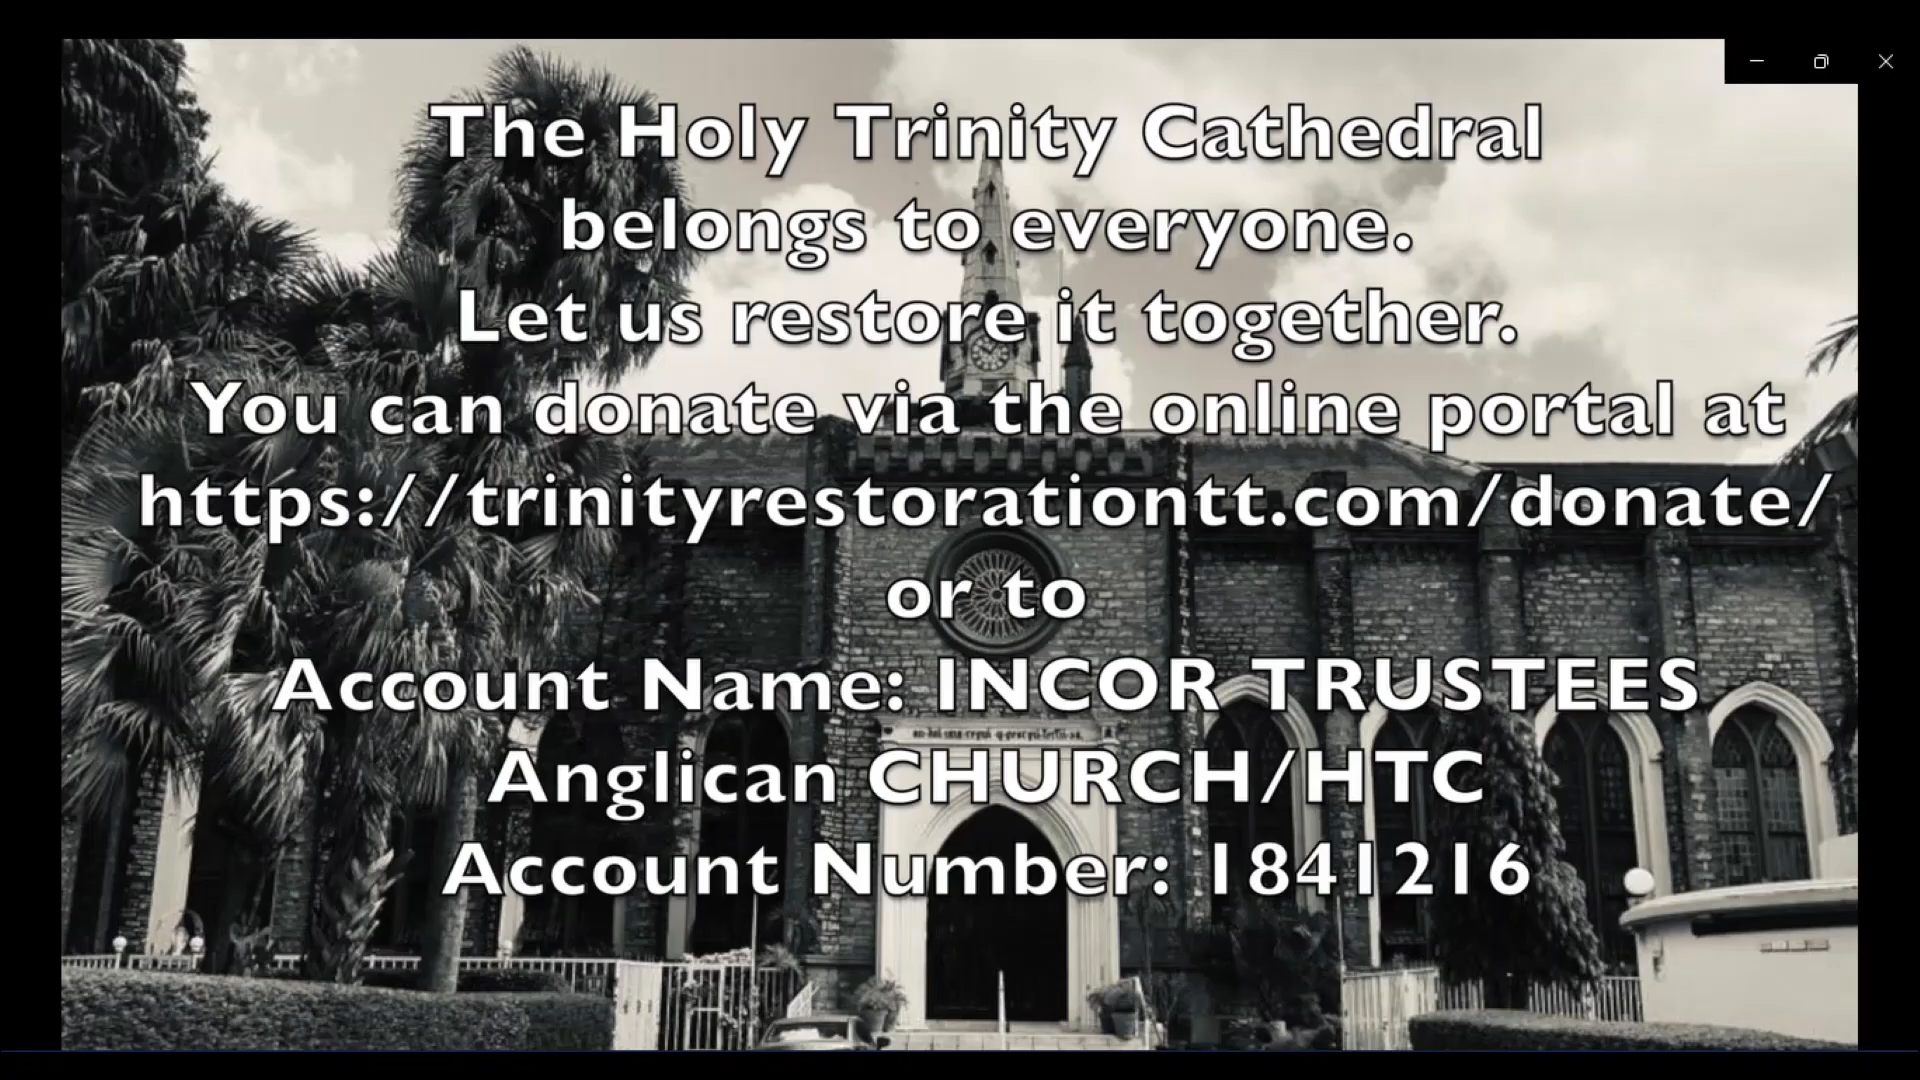 The Holy Trinity Cathedral
belongs to everyone.
Let us restore it together.
You can donate via the online portal at
https://trinityrestorationtt.com/donate/
or to
Account Name: INCOR TRUSTEES
Anglican CHURCH/HTC
Account Number: 1841216